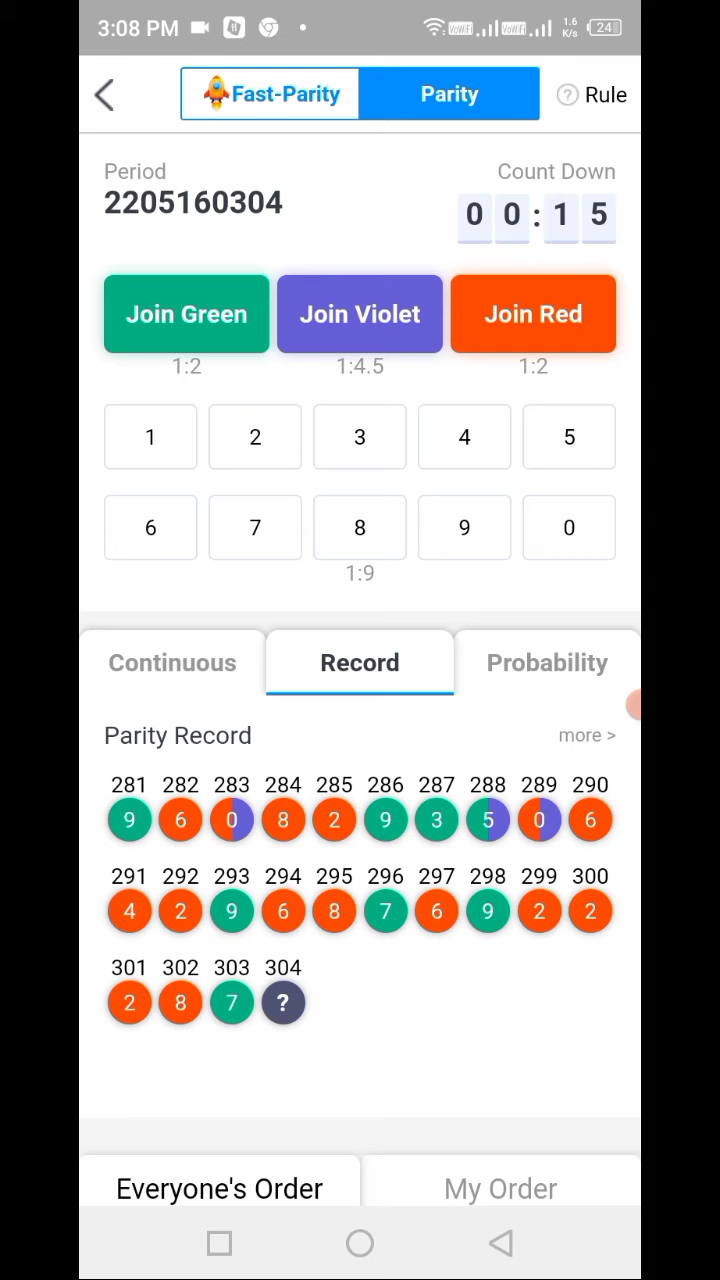 3:08 PM VoWiFi VoWiFi 1.6 K/s 24
Fast-Parity Parity ? Rule
Period Count Down
2205160304 00:15
Join Green Join Violet Join Red
1:2 1:4.5 1:2
1 2 3 4 5
6 7 8 9 0
1:9
Continuous Record Probability
Parity Record more >
281 282 283 284 285 286 287 288 289 290
9 6 0 8 2 9 3 5 0 6
291 292 293 294 295 296 297 298 299 300
4 2 9 6 8 7 6 9 2 2
301 302 303 304
2 8 7 ?
Everyone's Order My Order